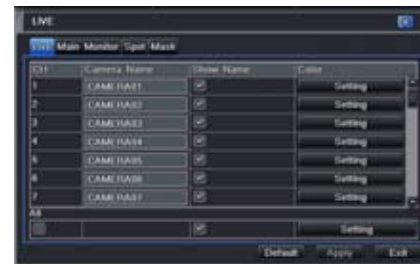 LIVE
Live Main Monitor Spot Mask
CH Camera Name Show Name Color
1 CAMERA01 Setting
2 CAMERA02 Setting
3 CAMERA03 Setting
4 CAMERA04 Setting
5 CAMERA05 Setting
6 CAMERA06 Setting
7 CAMERA07 Setting
All
Setting
Default Apply Exit